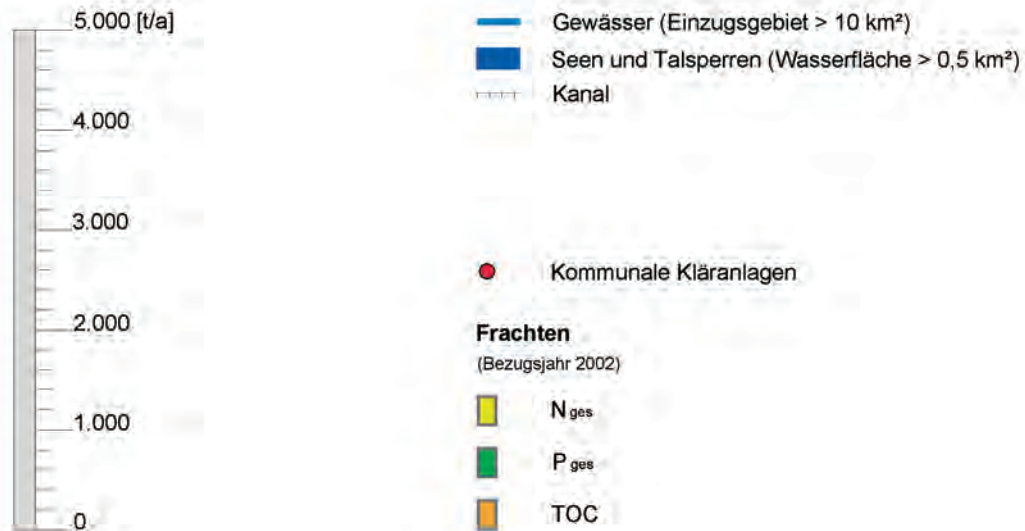 5.000 [t/a]
4.000
3.000
2.000
1.000
0
Gewässer (Einzugsgebiet > 10 km²)
Seen und Talsperren (Wasserfläche > 0,5 km²)
Kanal
Kommunale Kläranlagen
Frachten
(Bezugsjahr 2002)
N ges
P ges
TOC